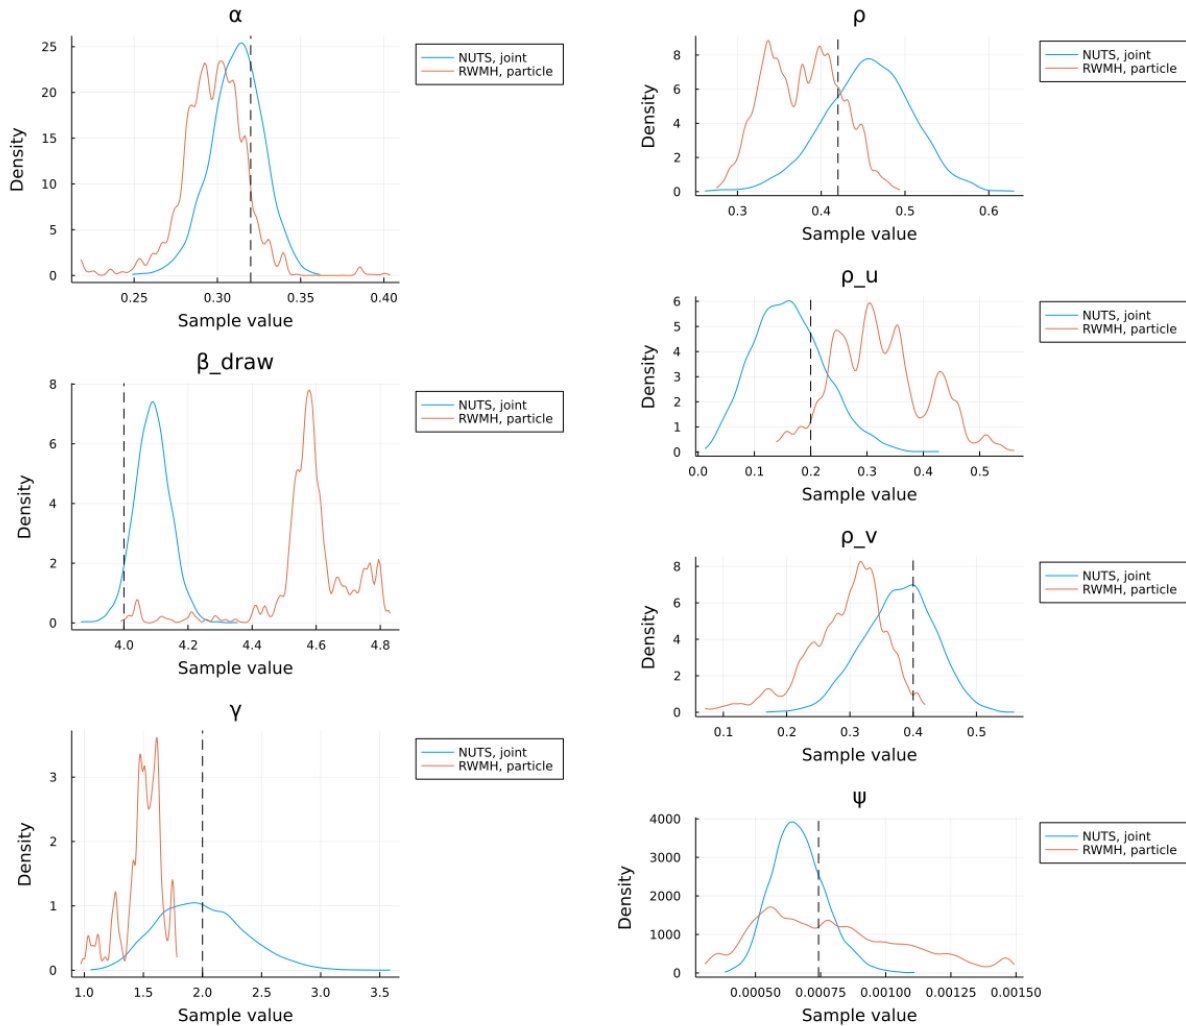 α
25
20
15
10
5
0
0.25
0.30
0.35
0.40
Density
Sample value
NUTS, joint
RWMH, particle
β_draw
8
6
4
2
0
4.0
4.2
4.4
4.6
4.8
Density
Sample value
NUTS, joint
RWMH, particle
γ
3
2
1
0
1.0
1.5
2.0
2.5
3.0
3.5
Density
Sample value
NUTS, joint
RWMH, particle
ρ
8
6
4
2
0
0.3
0.4
0.5
0.6
Density
Sample value
NUTS, joint
RWMH, particle
ρ_u
6
5
4
3
2
1
0
0.0
0.1
0.2
0.3
0.4
0.5
Density
Sample value
NUTS, joint
RWMH, particle
ρ_v
8
6
4
2
0
0.1
0.2
0.3
0.4
0.5
Density
Sample value
NUTS, joint
RWMH, particle
ψ
4000
3000
2000
1000
0
0.00050
0.00075
0.00100
0.00125
0.00150
Density
Sample value
NUTS, joint
RWMH, particle